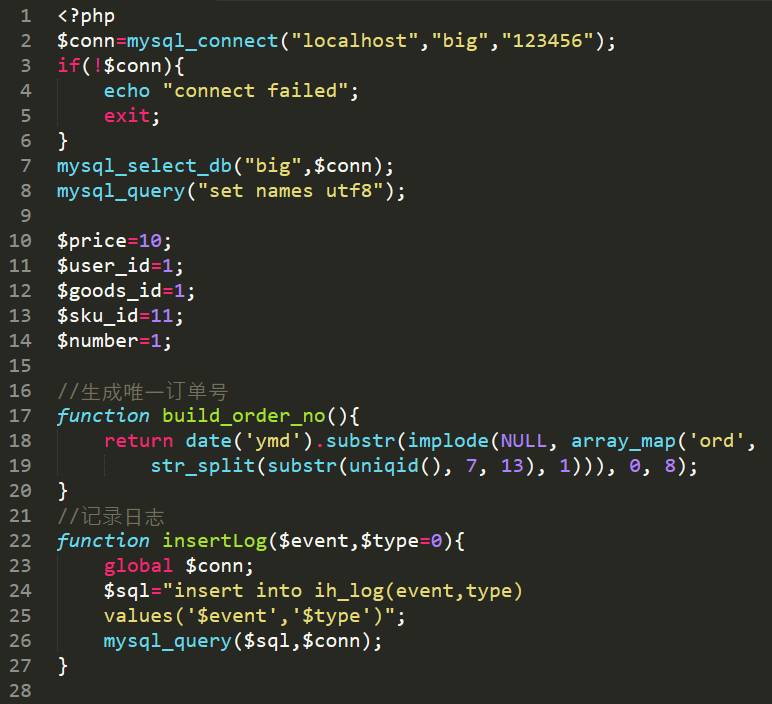 1 <?php
2 $conn=mysql_connect("localhost","big","123456");
3 if(!$conn){
4     echo "connect failed";
5     exit;
6 }
7 mysql_select_db("big",$conn);
8 mysql_query("set names utf8");
9
10 $price=10;
11 $user_id=1;
12 $goods_id=1;
13 $sku_id=11;
14 $number=1;
15
16 //生成唯一订单号
17 function build_order_no(){
18     return date('ymd').substr(implode(NULL, array_map('ord',
19         str_split(substr(uniqid(), 7, 13), 1))), 0, 8);
20 }
21 //记录日志
22 function insertLog($event,$type=0){
23     global $conn;
24     $sql="insert into ih_log(event,type)
25     values('$event','$type')";
26     mysql_query($sql,$conn);
27 }
28